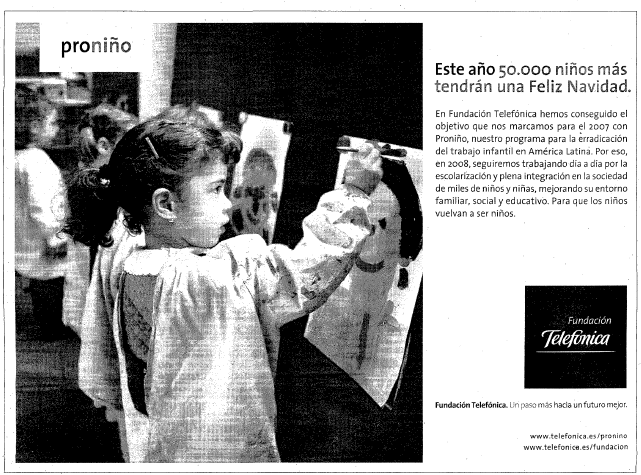 proniño
Este año 50.000 niños más
tendrán una Feliz Navidad.
En Fundación Telefónica hemos conseguido el
objetivo que nos marcamos para el 2007 con
Proniño, nuestro programa para la erradicación
del trabajo infantil en América Latina. Por eso,
en 2008, seguiremos trabajando día a día por la
escolarización y plena integración en la sociedad
de miles de niños y niñas, mejorando su entorno
familiar, social y educativo. Para que los niños
vuelvan a ser niños.
Fundación
Telefónica
Fundación Telefónica. Un paso más hacia un futuro mejor.
www.telefonica.es/pronino
www.telefonica.es/fundacion